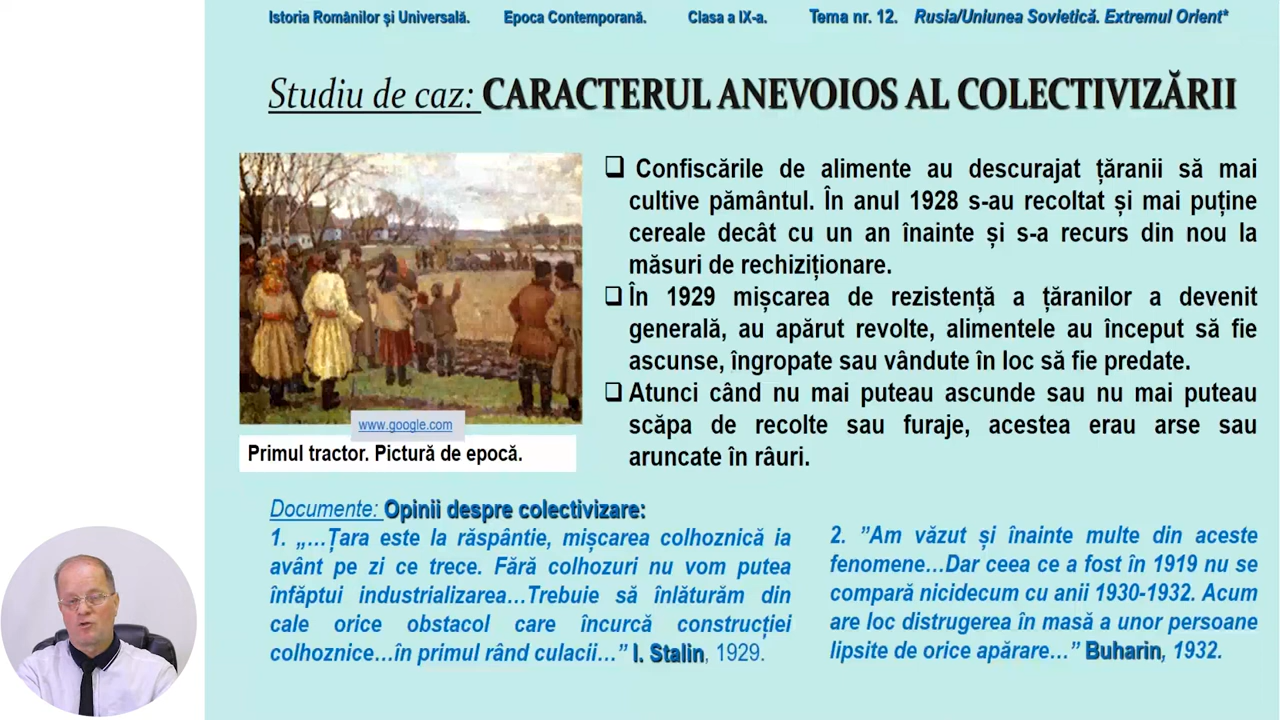 Istoria Românilor și Universală. Epoca Contemporană. Clasa a IX-a. Tema nr. 12. Rusia/Uniunea Sovietică. Extremul Orient*
Studiu de caz: CARACTERUL ANEVOIOS AL COLECTIVIZĂRII
❑ Confiscările de alimente au descurajat țăranii să mai
cultive pământul. În anul 1928 s-au recoltat și mai puține
cereale decât cu un an înainte și s-a recurs din nou la
măsuri de rechiziționare.
❑ În 1929 mișcarea de rezistență a țăranilor a devenit
generală, au apărut revolte, alimentele au început să fie
ascunse, îngropate sau vândute în loc să fie predate.
❑ Atunci când nu mai puteau ascunde sau nu mai puteau
scăpa de recolte sau furaje, acestea erau arse sau
aruncate în râuri.
www.google.com
Primul tractor. Pictură de epocă.
Documente: Opinii despre colectivizare:
1. „…Țara este la răspântie, mișcarea colhoznică ia
avânt pe zi ce trece. Fără colhozuri nu vom putea
înfăptui industrializarea…Trebuie să înlăturăm din
cale orice obstacol care încurcă construcției
colhoznice…în primul rând culacii…” I. Stalin, 1929.
2. ”Am văzut și înainte multe din aceste
fenomene…Dar ceea ce a fost în 1919 nu se
compară nicidecum cu anii 1930-1932. Acum
are loc distrugerea în masă a unor persoane
lipsite de orice apărare…” Buharin, 1932.